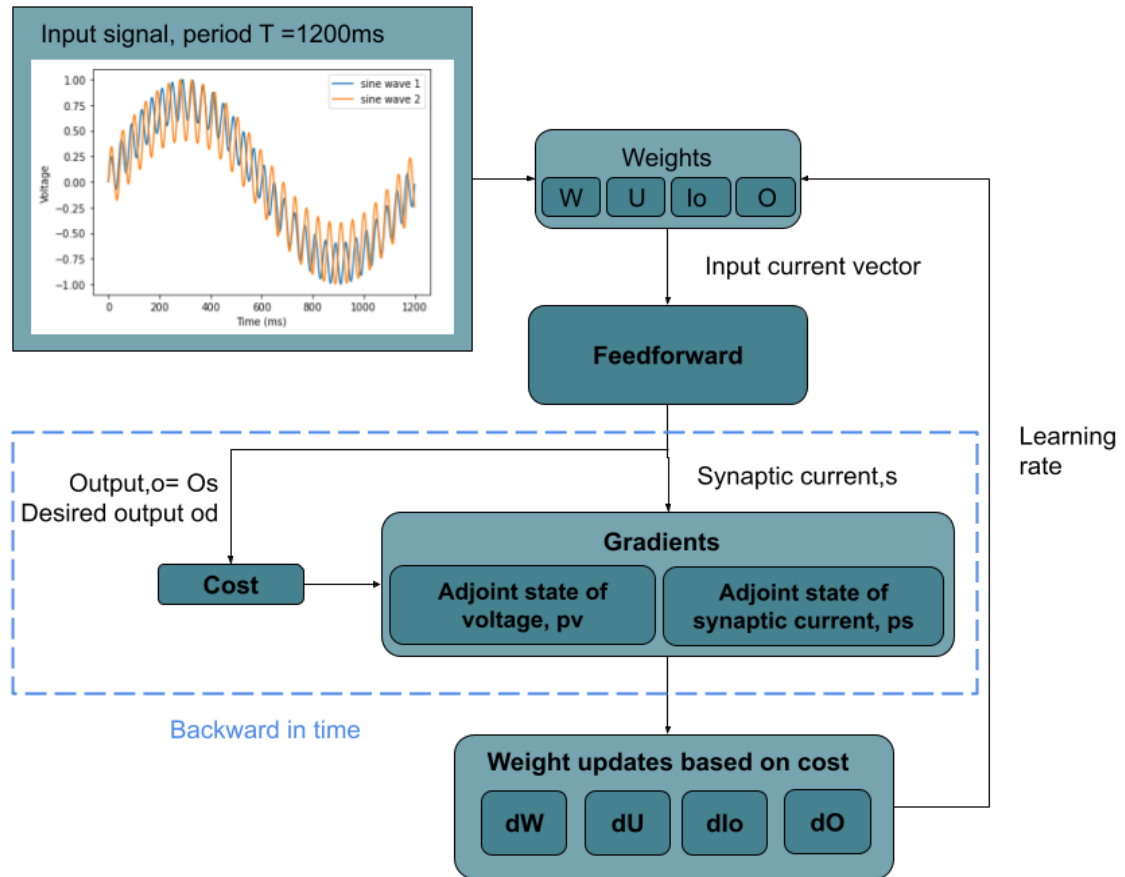 Input signal, period T =1200ms
sine wave 1
sine wave 2
1.00
0.75
0.50
0.25
0.00
−0.25
−0.50
−0.75
−1.00
Voltage
0
200
400
600
800
1000
1200
Time (ms)
Weights
W
U
Io
O
Input current vector
Feedforward
Learning
rate
Output,o= Os
Desired output od
Synaptic current,s
Cost
Gradients
Adjoint state of
voltage, pv
Adjoint state of
synaptic current, ps
Backward in time
Weight updates based on cost
dW
dU
dIo
dO